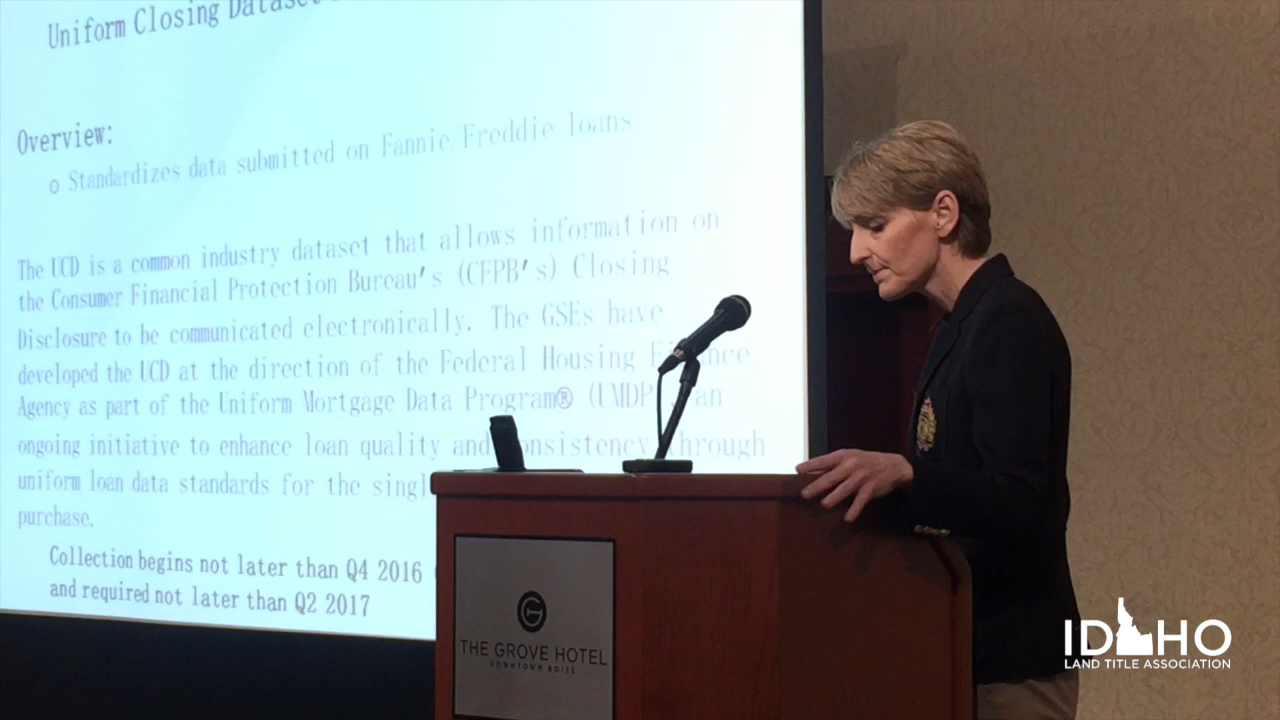 Uniform Closing Dataset
Overview:
o Standardizes data submitted on Fannie/Freddie loans
The UCD is a common industry dataset that allows information on
the Consumer Financial Protection Bureau's (CFPB's) Closing
Disclosure to be communicated electronically. The GSEs have
developed the UCD at the direction of the Federal Housing Finance
Agency as part of the Uniform Mortgage Data Program® (UMDP an
ongoing initiative to enhance loan quality and consistency through
uniform loan data standards for the singl
purchase.
Collection begins not later than Q4 2016 (
and required not later than Q2 2017
G
THE GROVE HOTEL
DOWNTOWN BOISE
IDAHO
LAND TITLE ASSOCIATION